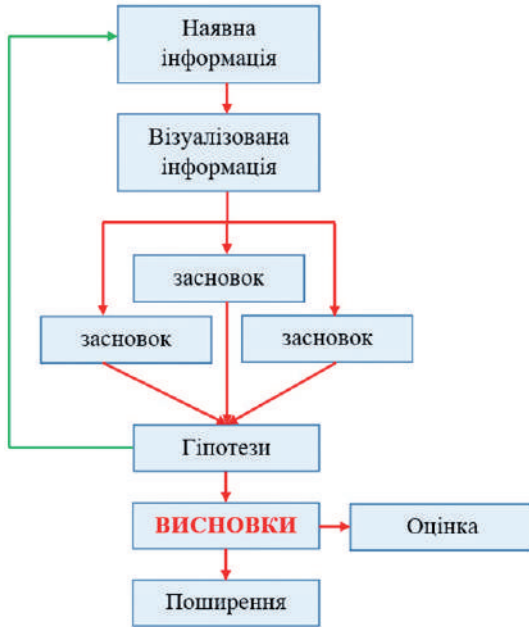 Наявна
інформація
Візуалізована
інформація
засновок
засновок
засновок
Гіпотези
ВИСНОВКИ
Оцінка
Поширення